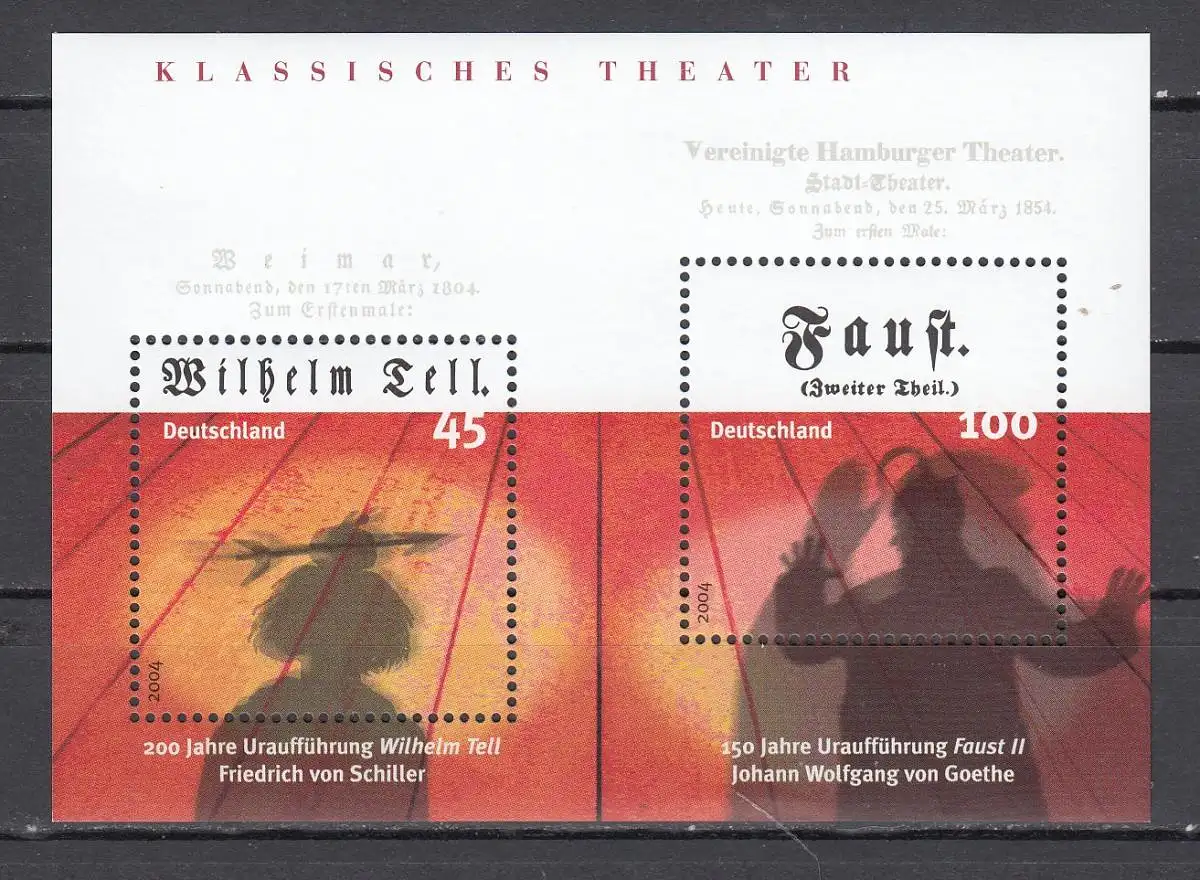 KLASSISCHES THEATER
Weimar,
Sonnabend, den 17ten März 1804.
Zum Erstenmale:
Wilhelm Tell.
Deutschland 45
2004
200 Jahre Uraufführung Wilhelm Tell
Friedrich von Schiller
Vereinigte Hamburger Theater.
Stadt=Theater.
Heute, Sonnabend, den 25. März 1854.
Zum ersten Male:
Faust.
(Zweiter Theil.)
Deutschland 100
2004
150 Jahre Uraufführung Faust II
Johann Wolfgang von Goethe